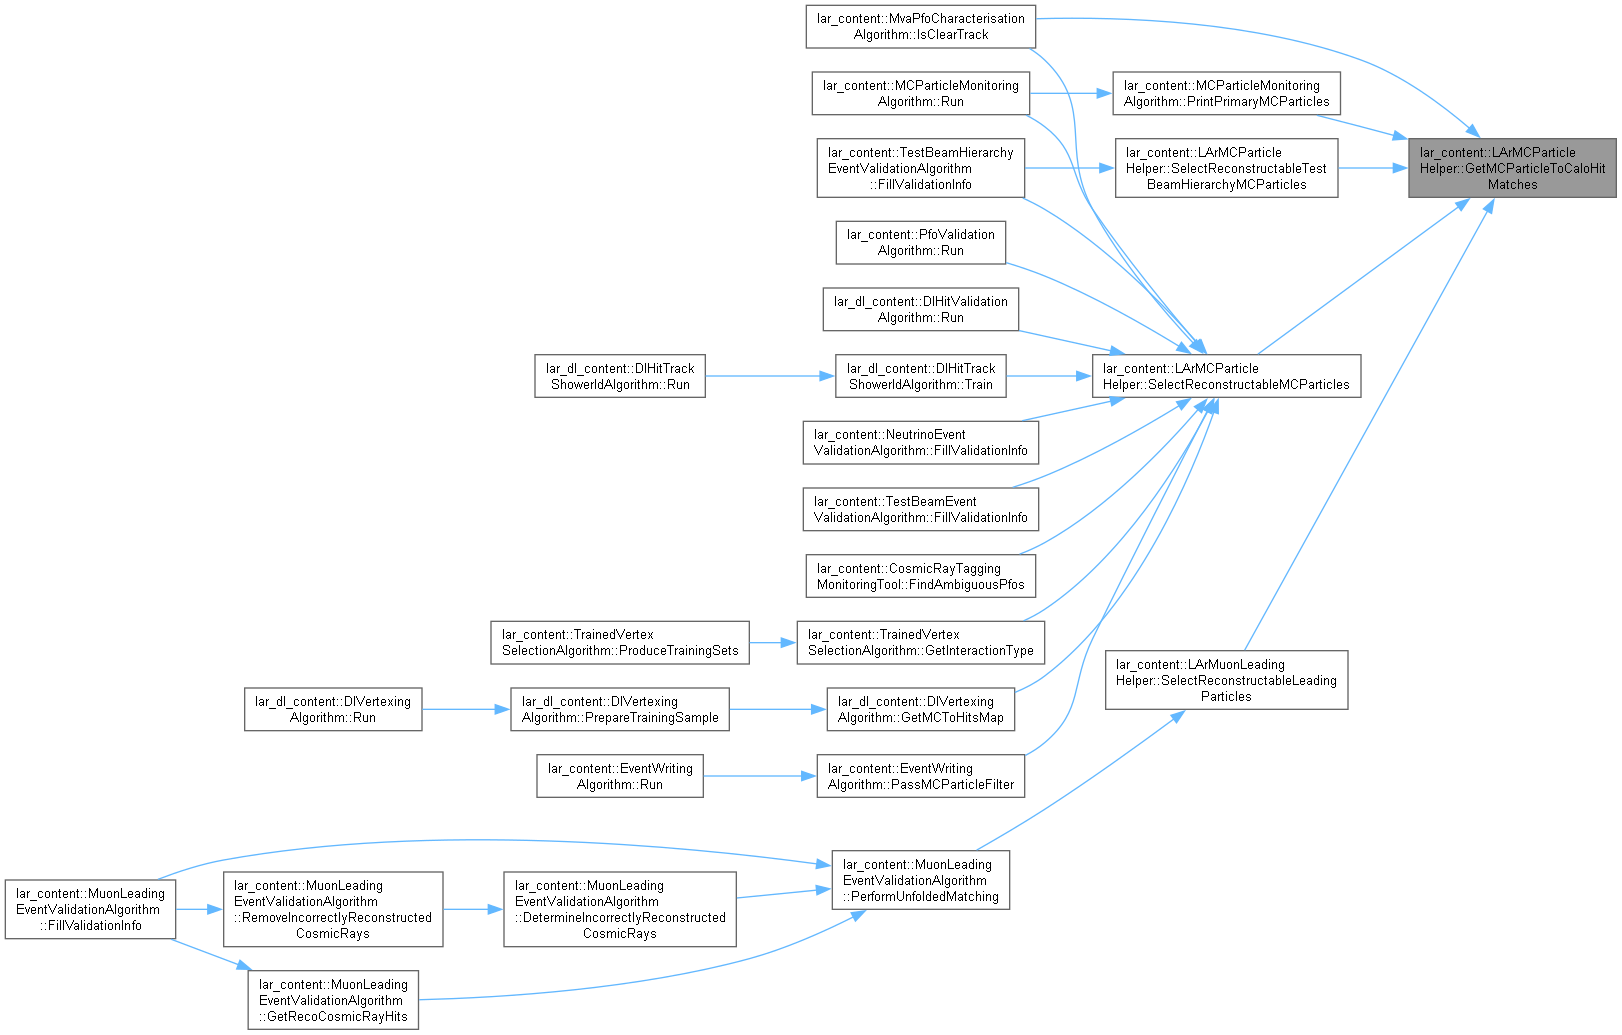 lar_content::MvaPfoCharacterisation
Algorithm::IsClearTrack
lar_content::MCParticleMonitoring
Algorithm::Run
lar_content::MCParticleMonitoring
Algorithm::PrintPrimaryMCParticles
lar_content::TestBeamHierarchy
EventValidationAlgorithm
::FillValidationInfo
lar_content::LArMCParticle
Helper::SelectReconstructableTest
BeamHierarchyMCParticles
lar_content::LArMCParticle
Helper::GetMCParticleToCaloHit
Matches
lar_content::PfoValidation
Algorithm::Run
lar_dl_content::DlHitValidation
Algorithm::Run
lar_dl_content::DlHitTrack
ShowerIdAlgorithm::Run
lar_dl_content::DlHitTrack
ShowerIdAlgorithm::Train
lar_content::LArMCParticle
Helper::SelectReconstructableMCParticles
lar_content::NeutrinoEvent
ValidationAlgorithm::FillValidationInfo
lar_content::TestBeamEvent
ValidationAlgorithm::FillValidationInfo
lar_content::CosmicRayTagging
MonitoringTool::FindAmbiguousPfos
lar_content::TrainedVertex
SelectionAlgorithm::ProduceTrainingSets
lar_content::TrainedVertex
SelectionAlgorithm::GetInteractionType
lar_content::LArMuonLeading
Helper::SelectReconstructableLeading
Particles
lar_dl_content::DlVertexing
Algorithm::Run
lar_dl_content::DlVertexing
Algorithm::PrepareTrainingSample
lar_dl_content::DlVertexing
Algorithm::GetMCToHitsMap
lar_content::EventWriting
Algorithm::Run
lar_content::EventWriting
Algorithm::PassMCParticleFilter
lar_content::MuonLeading
EventValidationAlgorithm
::FillValidationInfo
lar_content::MuonLeading
EventValidationAlgorithm
::RemoveIncorrectlyReconstructed
CosmicRays
lar_content::MuonLeading
EventValidationAlgorithm
::DetermineIncorrectlyReconstructed
CosmicRays
lar_content::MuonLeading
EventValidationAlgorithm
::PerformUnfoldedMatching
lar_content::MuonLeading
EventValidationAlgorithm
::GetRecoCosmicRayHits